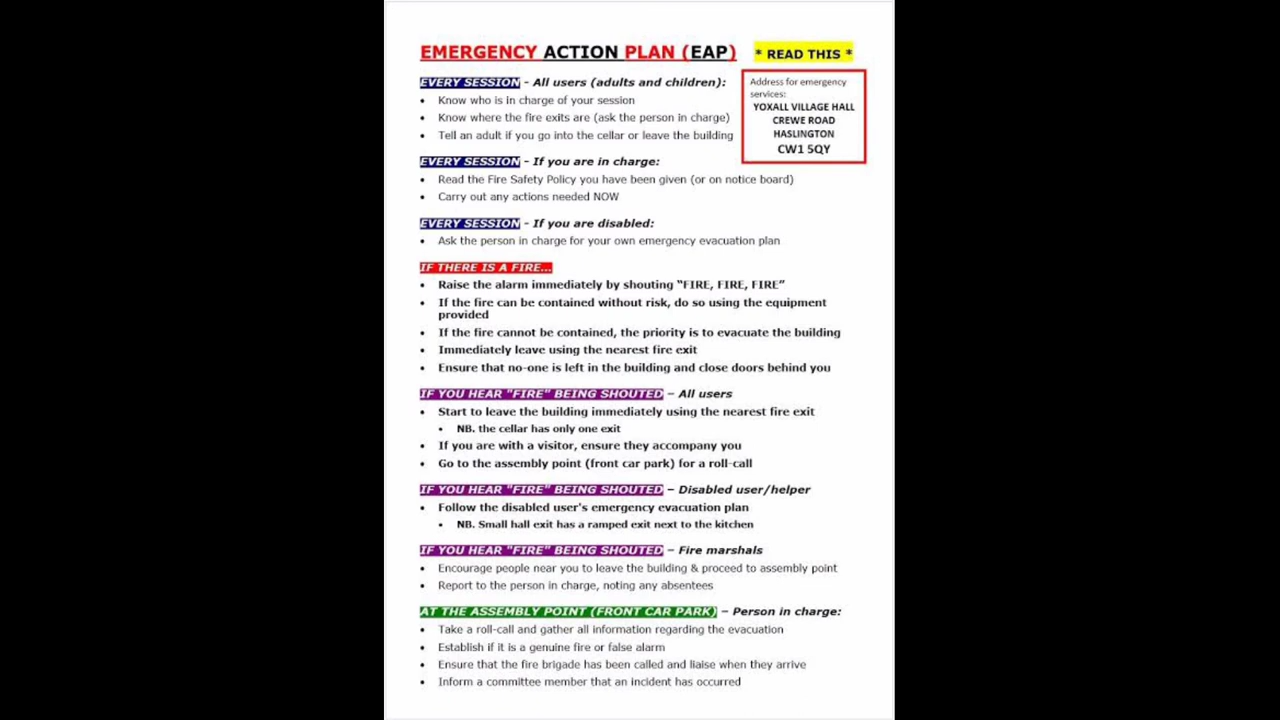 EMERGENCY ACTION PLAN (EAP) * READ THIS *
Address for emergency
services:
YOXALL VILLAGE HALL
CREWE ROAD
HASLINGTON
CW1 5QY
EVERY SESSION - All users (adults and children):
• Know who is in charge of your session
• Know where the fire exits are (ask the person in charge)
• Tell an adult if you go into the cellar or leave the building
EVERY SESSION - If you are in charge:
• Read the Fire Safety Policy you have been given (or on notice board)
• Carry out any actions needed NOW
EVERY SESSION - If you are disabled:
• Ask the person in charge for your own emergency evacuation plan
IF THERE IS A FIRE...
• Raise the alarm immediately by shouting “FIRE, FIRE, FIRE”
• If the fire can be contained without risk, do so using the equipment
provided
• If the fire cannot be contained, the priority is to evacuate the building
• Immediately leave using the nearest fire exit
• Ensure that no-one is left in the building and close doors behind you
IF YOU HEAR "FIRE" BEING SHOUTED – All users
• Start to leave the building immediately using the nearest fire exit
• NB. the cellar has only one exit
• If you are with a visitor, ensure they accompany you
• Go to the assembly point (front car park) for a roll-call
IF YOU HEAR "FIRE" BEING SHOUTED – Disabled user/helper
• Follow the disabled user's emergency evacuation plan
• NB. Small hall exit has a ramped exit next to the kitchen
IF YOU HEAR "FIRE" BEING SHOUTED – Fire marshals
• Encourage people near you to leave the building & proceed to assembly point
• Report to the person in charge, noting any absentees
AT THE ASSEMBLY POINT (FRONT CAR PARK) – Person in charge:
• Take a roll-call and gather all information regarding the evacuation
• Establish if it is a genuine fire or false alarm
• Ensure that the fire brigade has been called and liaise when they arrive
• Inform a committee member that an incident has occurred